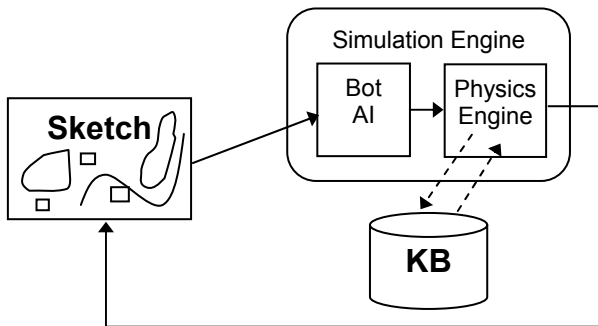 Simulation Engine
Bot
AI
Physics
Engine
Sketch
KB